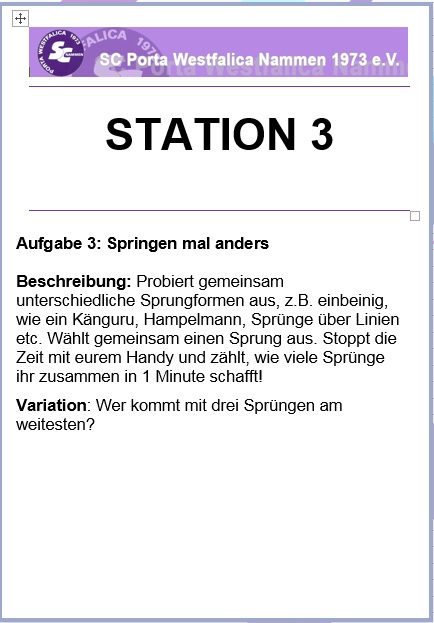 PORTA WESTFALICA 1973
SC
NAMMEN
SC Porta Westfalica Nammen 1973 e.V.
STATION 3
Aufgabe 3: Springen mal anders
Beschreibung: Probiert gemeinsam
unterschiedliche Sprungformen aus, z.B. einbeinig,
wie ein Känguru, Hampelmann, Sprünge über Linien
etc. Wählt gemeinsam einen Sprung aus. Stoppt die
Zeit mit eurem Handy und zählt, wie viele Sprünge
ihr zusammen in 1 Minute schafft!
Variation: Wer kommt mit drei Sprüngen am
weitesten?